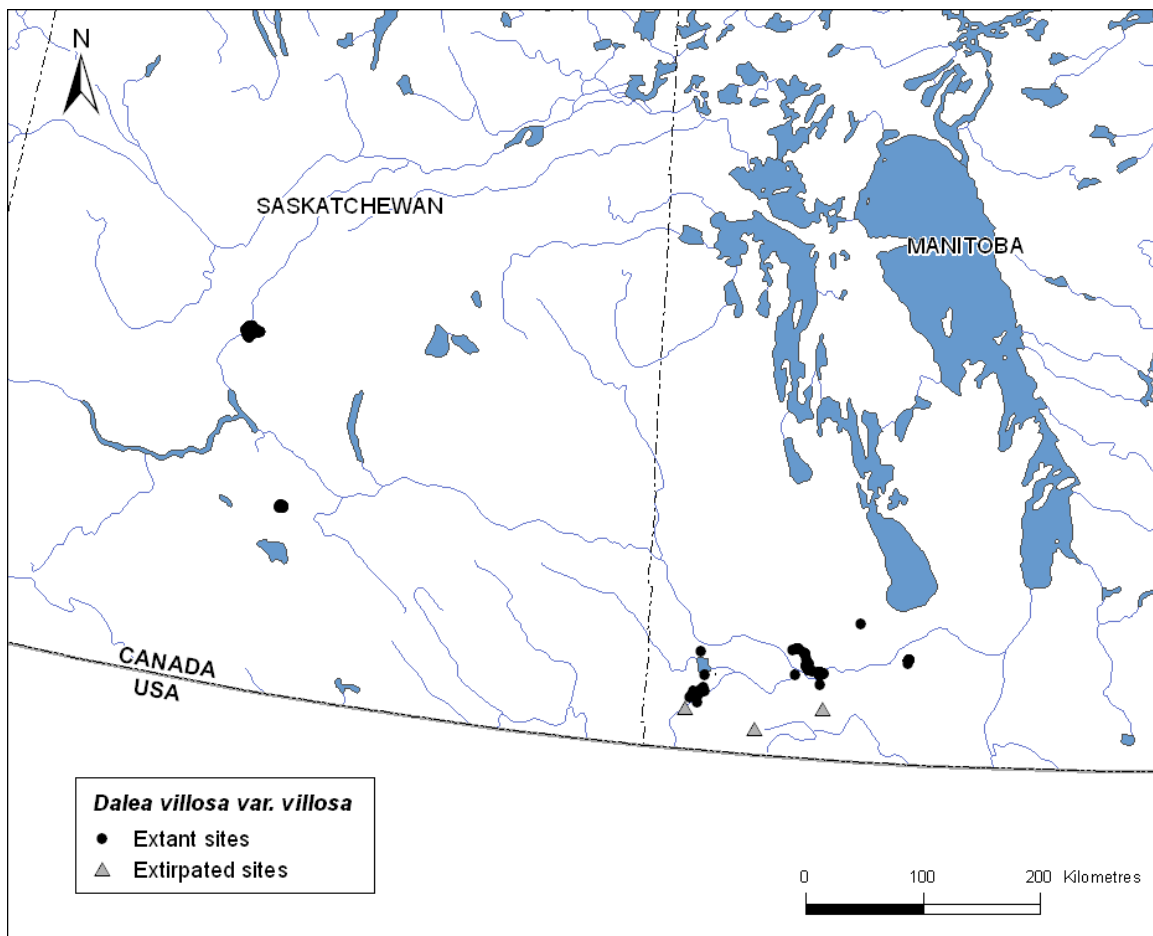 N
SASKATCHEWAN
MANITOBA
CANADA
USA
Dalea villosa var. villosa
Extant sites
Extirpated sites
0 100 200 Kilometres